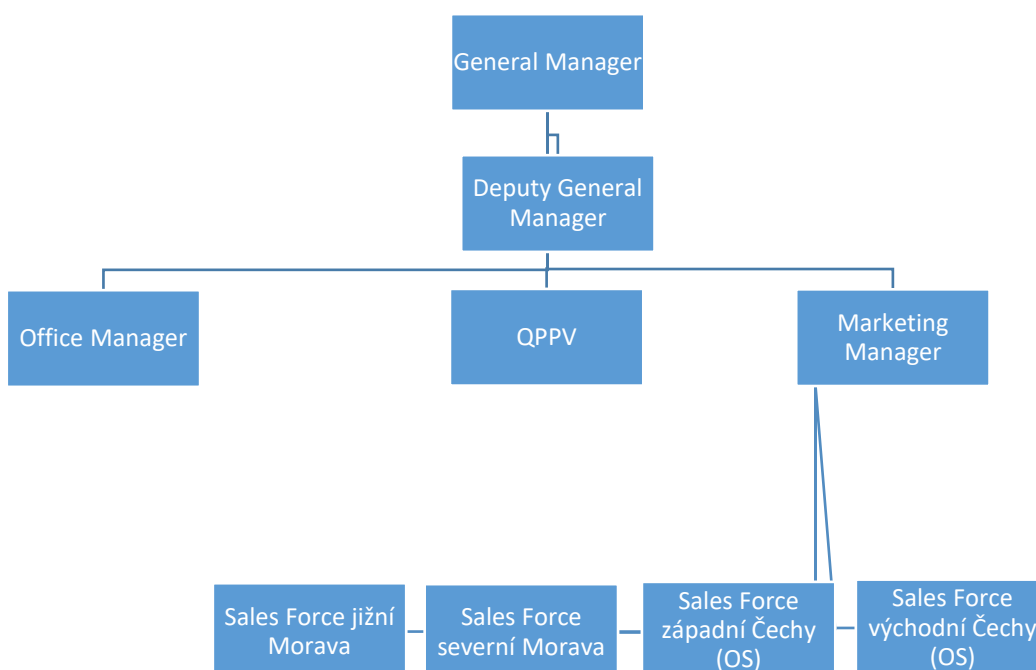 General Manager
Deputy General
Manager
Office Manager
QPPV
Marketing
Manager
Sales Force jižní
Morava
Sales Force
severní Morava
Sales Force
západní Čechy
(OS)
Sales Force
východní Čechy
(OS)